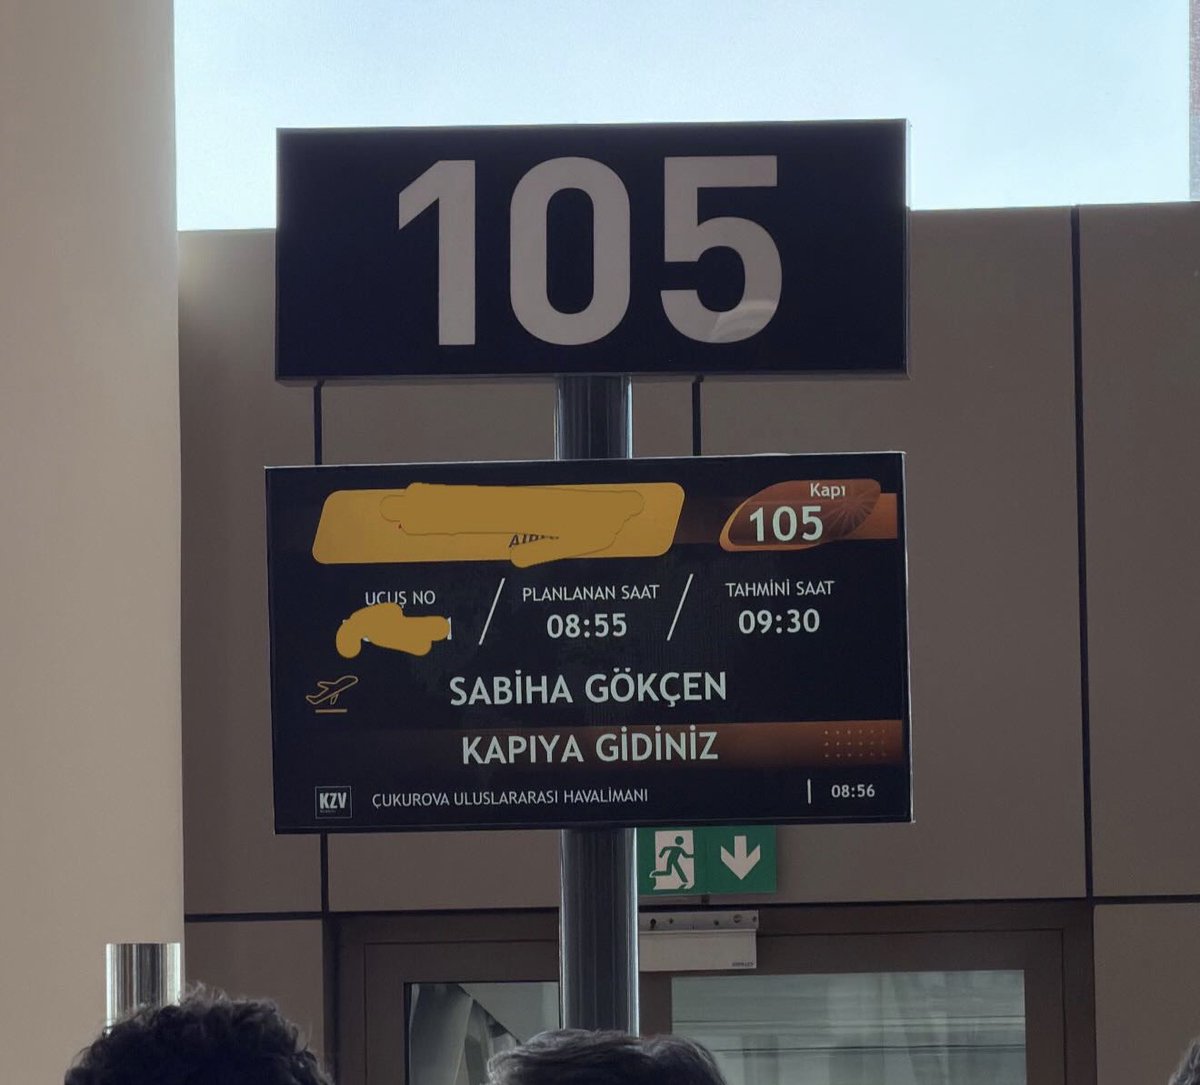 105
Kapı
105
UÇUŞ NO
PLANLANAN SAAT
08:55
TAHMİNİ SAAT
09:30
SABİHA GÖKÇEN
KAPIYA GİDİNİZ
KZV
ÇUKUROVA ULUSLARARASI HAVALİMANI
08:56